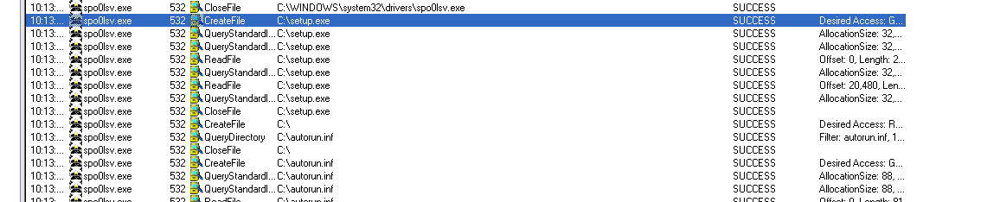 10:13:... spo0lsv.exe 532 CloseFile C:\WINDOWS\system32\drivers\spo0lsv.exe SUCCESS
10:13:... spo0lsv.exe 532 CreateFile C:\setup.exe SUCCESS Desired Access: G...
10:13:... spo0lsv.exe 532 QueryStandardI... C:\setup.exe SUCCESS AllocationSize: 32,...
10:13:... spo0lsv.exe 532 QueryStandardI... C:\setup.exe SUCCESS AllocationSize: 32,...
10:13:... spo0lsv.exe 532 ReadFile C:\setup.exe SUCCESS Offset: 0, Length: 2...
10:13:... spo0lsv.exe 532 QueryStandardI... C:\setup.exe SUCCESS AllocationSize: 32,...
10:13:... spo0lsv.exe 532 ReadFile C:\setup.exe SUCCESS Offset: 20,480, Len...
10:13:... spo0lsv.exe 532 QueryStandardI... C:\setup.exe SUCCESS AllocationSize: 32,...
10:13:... spo0lsv.exe 532 CloseFile C:\setup.exe SUCCESS
10:13:... spo0lsv.exe 532 CreateFile C:\ SUCCESS Desired Access: R...
10:13:... spo0lsv.exe 532 QueryDirectory C:\autorun.inf SUCCESS Filter: autorun.inf, 1...
10:13:... spo0lsv.exe 532 CloseFile C:\ SUCCESS
10:13:... spo0lsv.exe 532 CreateFile C:\autorun.inf SUCCESS Desired Access: G...
10:13:... spo0lsv.exe 532 QueryStandardI... C:\autorun.inf SUCCESS AllocationSize: 88,...
10:13:... spo0lsv.exe 532 QueryStandardI... C:\autorun.inf SUCCESS AllocationSize: 88,...
10:13:... spo0lsv.exe 532 ReadFile C:\autorun.inf SUCCESS Offset: 0, Length: 81